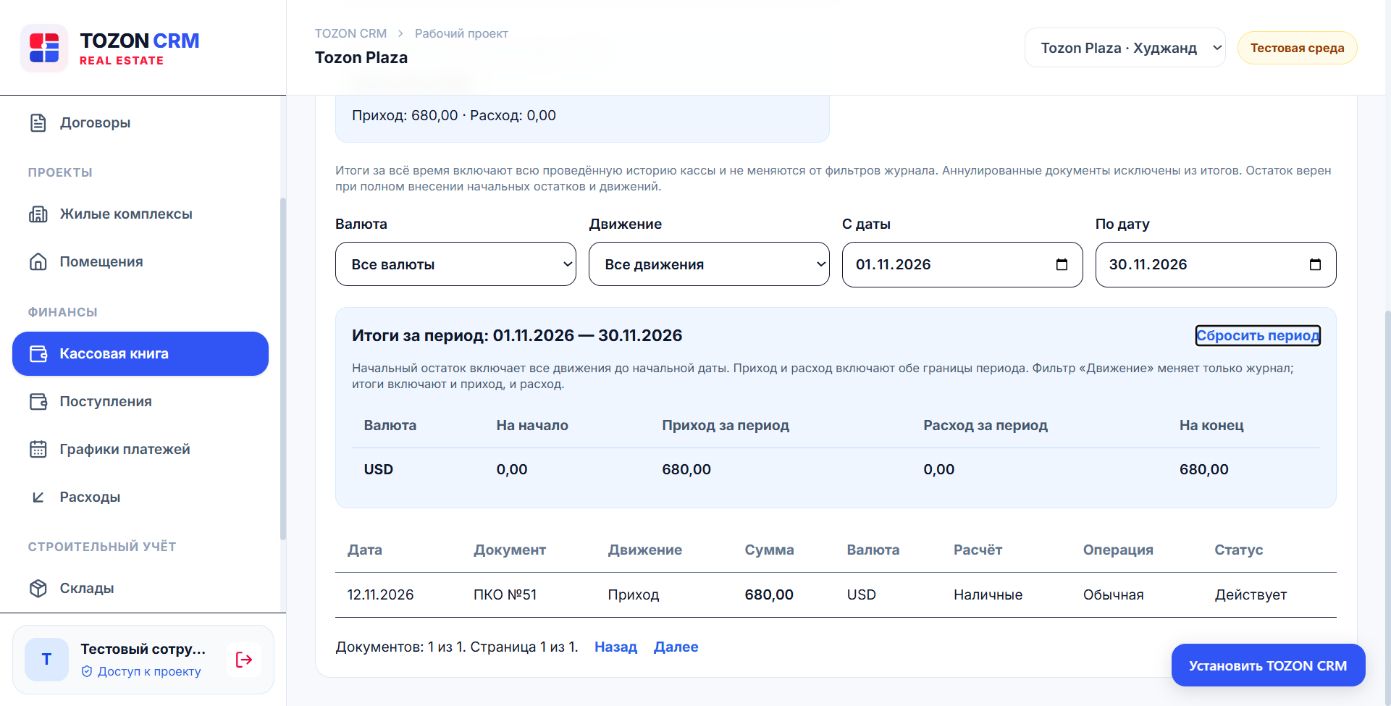 TOZON CRM
REAL ESTATE
Договоры
ПРОЕКТЫ
Жилые комплексы
Помещения
ФИНАНСЫ
Кассовая книга
Поступления
Графики платежей
Расходы
СТРОИТЕЛЬНЫЙ УЧЁТ
Склады
Т
Тестовый сотру...
Доступ к проекту
TOZON CRM > Рабочий проект
Tozon Plaza
Tozon Plaza · Худжанд
Тестовая среда
Приход: 680,00 · Расход: 0,00
Итоги за всё время включают всю проведённую историю кассы и не меняются от фильтров журнала. Аннулированные документы исключены из итогов. Остаток верен
при полном внесении начальных остатков и движений.
Валюта Движение С даты По дату
Все валюты Все движения 01.11.2026 30.11.2026
Итоги за период: 01.11.2026 — 30.11.2026 Сбросить период
Начальный остаток включает все движения до начальной даты. Приход и расход включают обе границы периода. Фильтр «Движение» меняет только журнал;
итоги включают и приход, и расход.
Валюта На начало Приход за период Расход за период На конец
USD 0,00 680,00 0,00 680,00
Дата Документ Движение Сумма Валюта Расчёт Операция Статус
12.11.2026 ПКО №51 Приход 680,00 USD Наличные Обычная Действует
Документов: 1 из 1. Страница 1 из 1. Назад Далее
Установить TOZON CRM